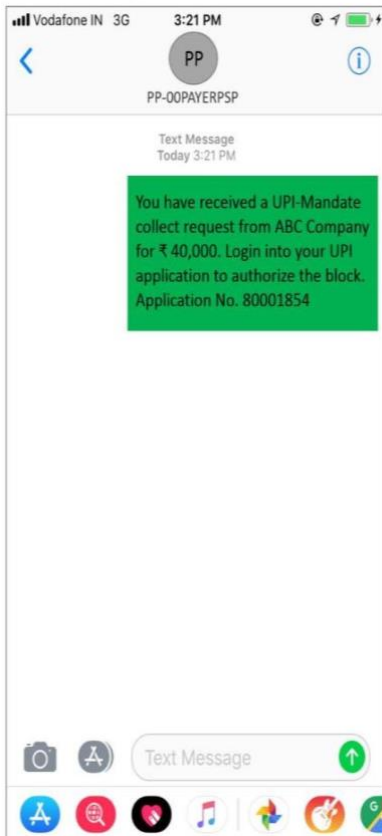 Vodafone IN 3G 3:21 PM
PP
PP-00PAYERPSP
Text Message
Today 3:21 PM
You have received a UPI-Mandate
collect request from ABC Company
for ₹ 40,000. Login into your UPI
application to authorize the block.
Application No. 80001854
Text Message